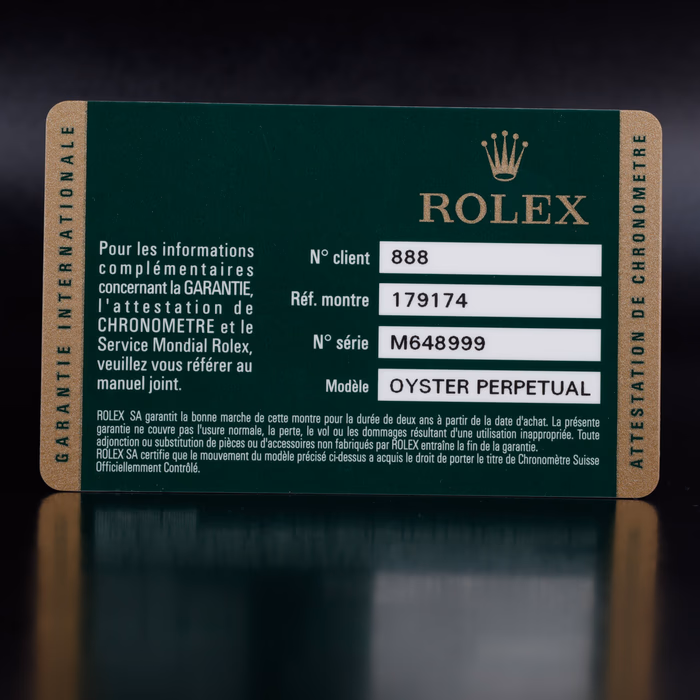 GARANTIE INTERNATIONALE
ROLEX
Pour les informations
complémentaires
concernant la GARANTIE,
l'attestation de
CHRONOMETRE et le
Service Mondial Rolex,
veuillez vous référer au
manuel joint.
N° client 888
Réf. montre 179174
N° série M648999
Modèle OYSTER PERPETUAL
ROLEX SA garantit la bonne marche de cette montre pour la durée de deux ans à partir de la date d'achat. La présente
garantie ne couvre pas l'usure normale, la perte, le vol ou les dommages résultant d'une utilisation inappropriée. Toute
adjonction ou substitution de pièces ou d'accessoires non fabriqués par ROLEX entraîne la fin de la garantie.
ROLEX SA certifie que le mouvement du modèle précisé ci-dessus a acquis le droit de porter le titre de Chronomètre Suisse
Officiellement Contrôlé.
ATTESTATION DE CHRONOMETRE